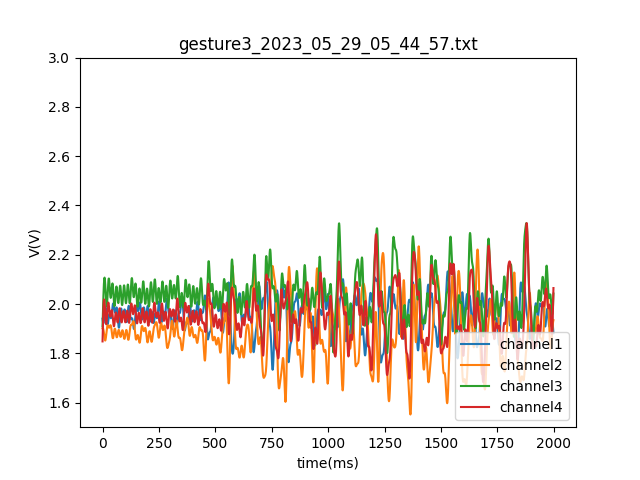 gesture3_2023_05_29_05_44_57.txt
3.0
2.8
2.6
2.4
2.2
2.0
1.8
1.6
V(V)
channel1
channel2
channel3
channel4
0 250 500 750 1000 1250 1500 1750 2000
time(ms)